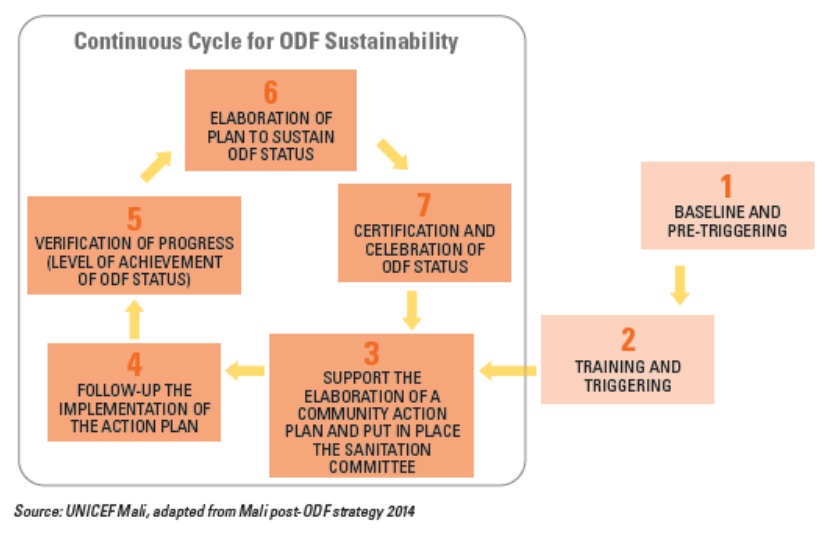 Continuous Cycle for ODF Sustainability
6
ELABORATION OF
PLAN TO SUSTAIN
ODF STATUS
7
CERTIFICATION AND
CELEBRATION OF
ODF STATUS
5
VERIFICATION OF PROGRESS
(LEVEL OF ACHIEVEMENT
OF ODF STATUS)
1
BASELINE AND
PRE-TRIGGERING
2
TRAINING AND
TRIGGERING
3
SUPPORT THE
ELABORATION OF A
COMMUNITY ACTION
PLAN AND PUT IN PLACE
THE SANITATION
COMMITTEE
4
FOLLOW-UP THE
IMPLEMENTATION OF
THE ACTION PLAN
Source: UNICEF Mali, adapted from Mali post-ODF strategy 2014